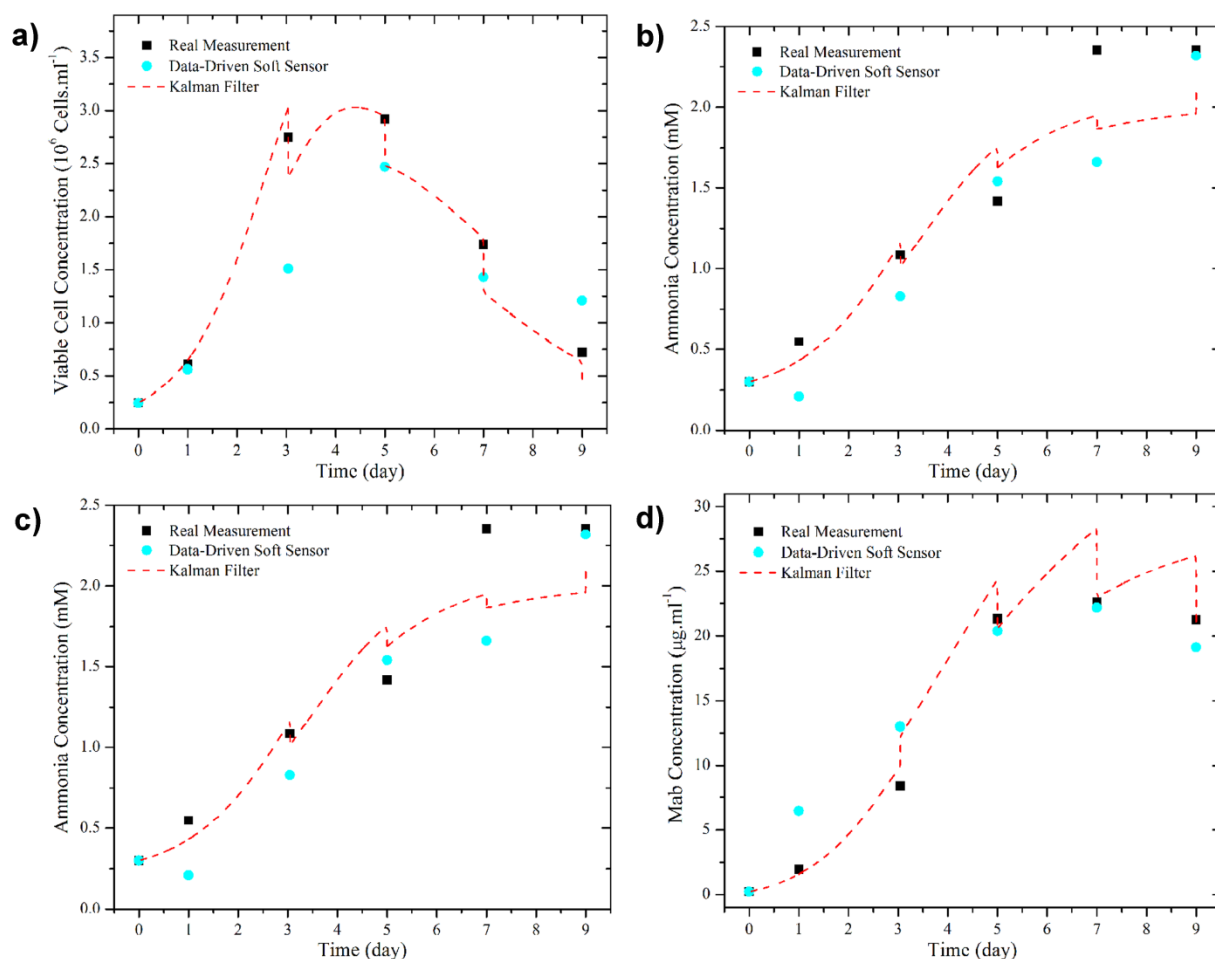 a)
Viable Cell Concentration (10⁶ Cells.ml⁻¹)
3.5
3.0
2.5
2.0
1.5
1.0
0.5
0.0
Real Measurement
Data-Driven Soft Sensor
Kalman Filter
0 1 2 3 4 5 6 7 8 9
Time (day)
b)
Ammonia Concentration (mM)
2.5
2.0
1.5
1.0
0.5
0.0
Real Measurement
Data-Driven Soft Sensor
Kalman Filter
0 1 2 3 4 5 6 7 8 9
Time (day)
c)
Ammonia Concentration (mM)
2.5
2.0
1.5
1.0
0.5
0.0
Real Measurement
Data-Driven Soft Sensor
Kalman Filter
0 1 2 3 4 5 6 7 8 9
Time (day)
d)
Mab Concentration (μg.ml⁻¹)
30
25
20
15
10
5
0
Real Measurement
Data-Driven Soft Sensor
Kalman Filter
0 1 2 3 4 5 6 7 8 9
Time (day)